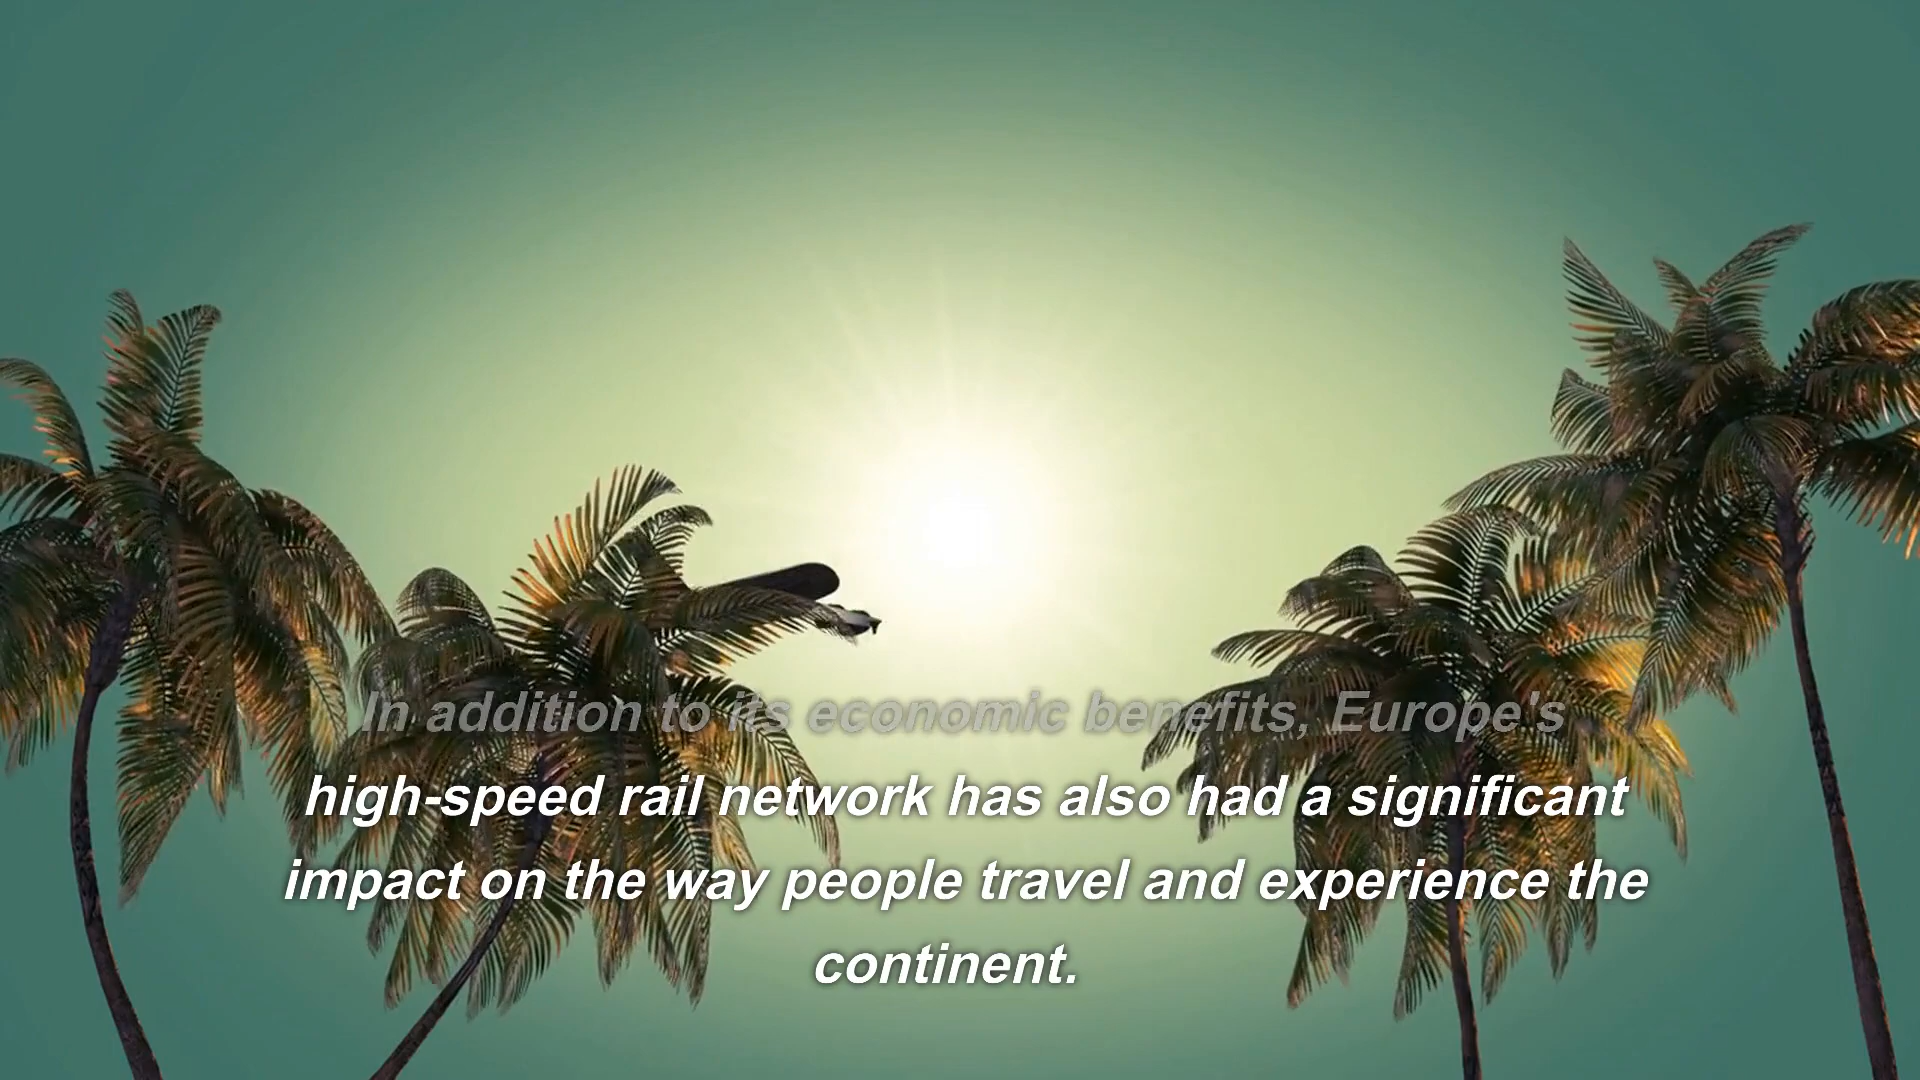 In addition to its economic benefits, Europe's
high-speed rail network has also had a significant
impact on the way people travel and experience the
continent.